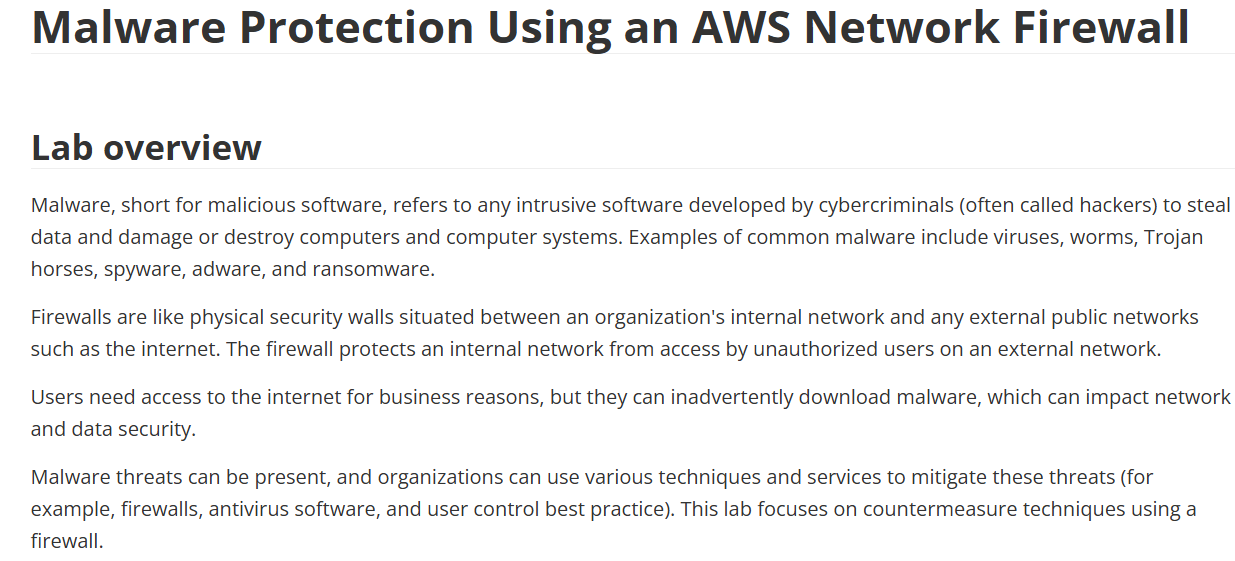 Malware Protection Using an AWS Network Firewall
Lab overview
Malware, short for malicious software, refers to any intrusive software developed by cybercriminals (often called hackers) to steal
data and damage or destroy computers and computer systems. Examples of common malware include viruses, worms, Trojan
horses, spyware, adware, and ransomware.
Firewalls are like physical security walls situated between an organization's internal network and any external public networks
such as the internet. The firewall protects an internal network from access by unauthorized users on an external network.
Users need access to the internet for business reasons, but they can inadvertently download malware, which can impact network
and data security.
Malware threats can be present, and organizations can use various techniques and services to mitigate these threats (for
example, firewalls, antivirus software, and user control best practice). This lab focuses on countermeasure techniques using a
firewall.